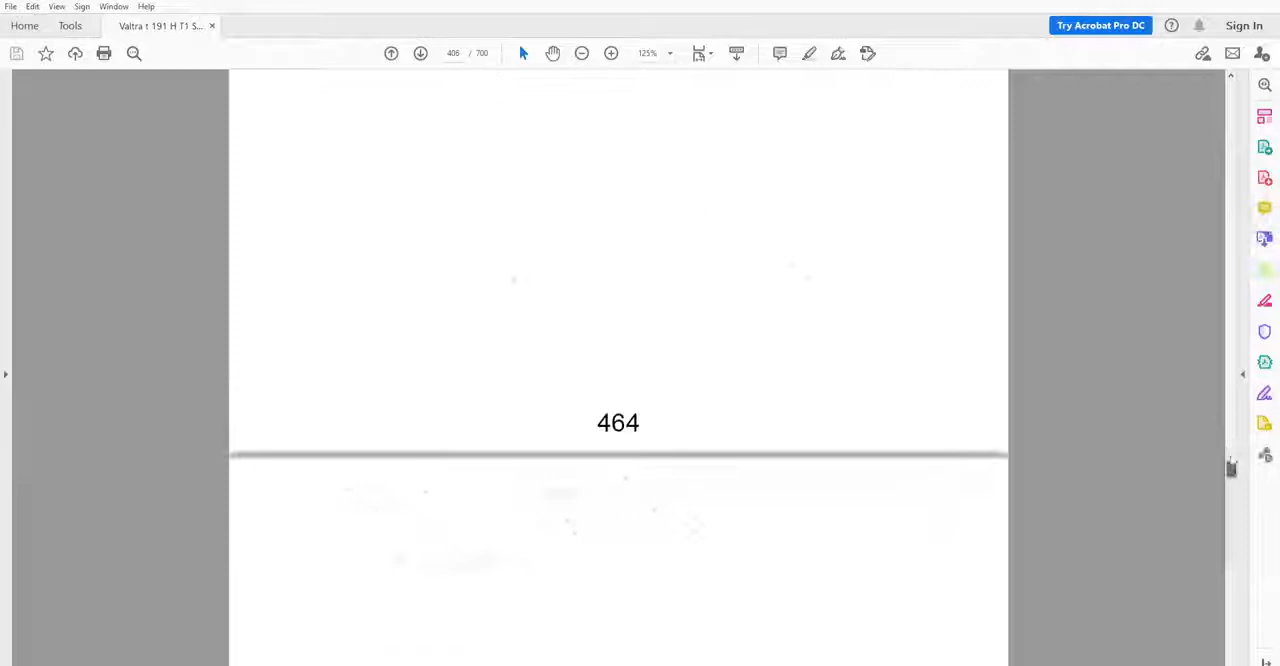 File Edit View Sign Window Help
Home Tools Valtra t 191 H T1 S... × Try Acrobat Pro DC ? Sign In
406 / 700 125%
464